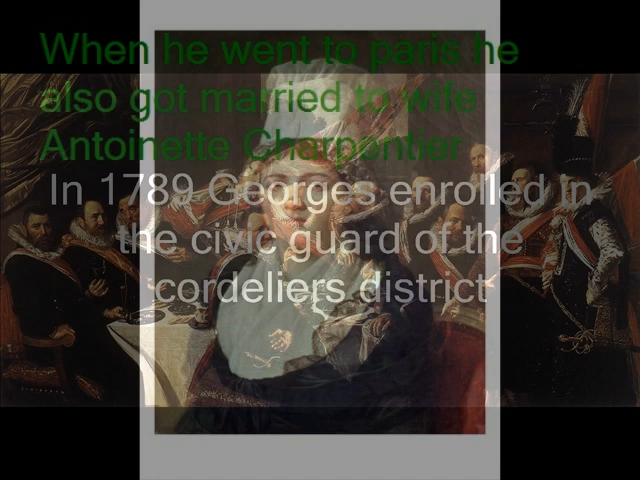 When he went to paris he
also got married to wife
Antoinette Charpentier
In 1789 Georges enrolled in
the civic guard of the
cordeliers district